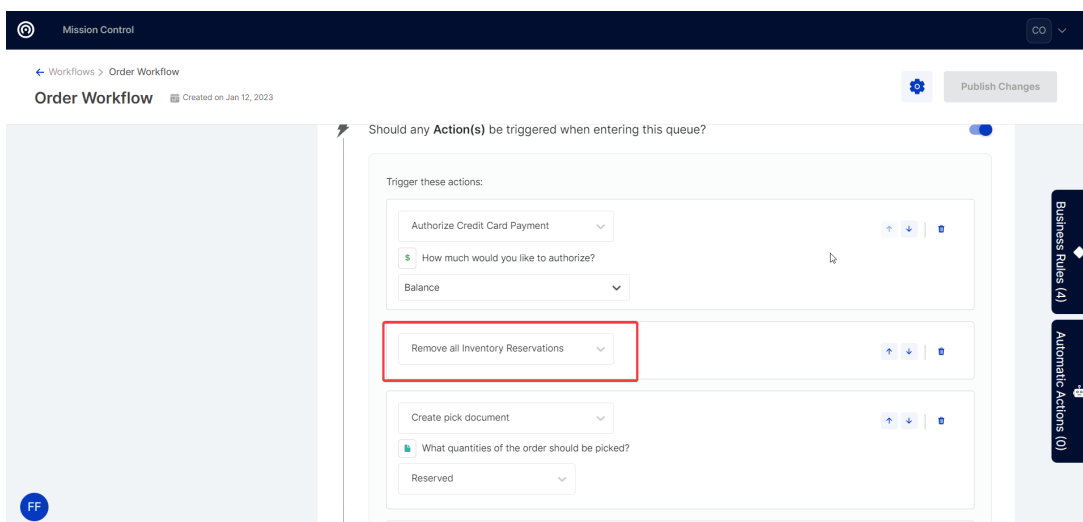 Mission Control
CO
Workflows > Order Workflow
Order Workflow
Created on Jan 12, 2023
Publish Changes
Should any Action(s) be triggered when entering this queue?
Trigger these actions:
Authorize Credit Card Payment
$ How much would you like to authorize?
Balance
Remove all Inventory Reservations
Create pick document
What quantities of the order should be picked?
Reserved
Business Rules (4)
Automatic Actions (0)
FF